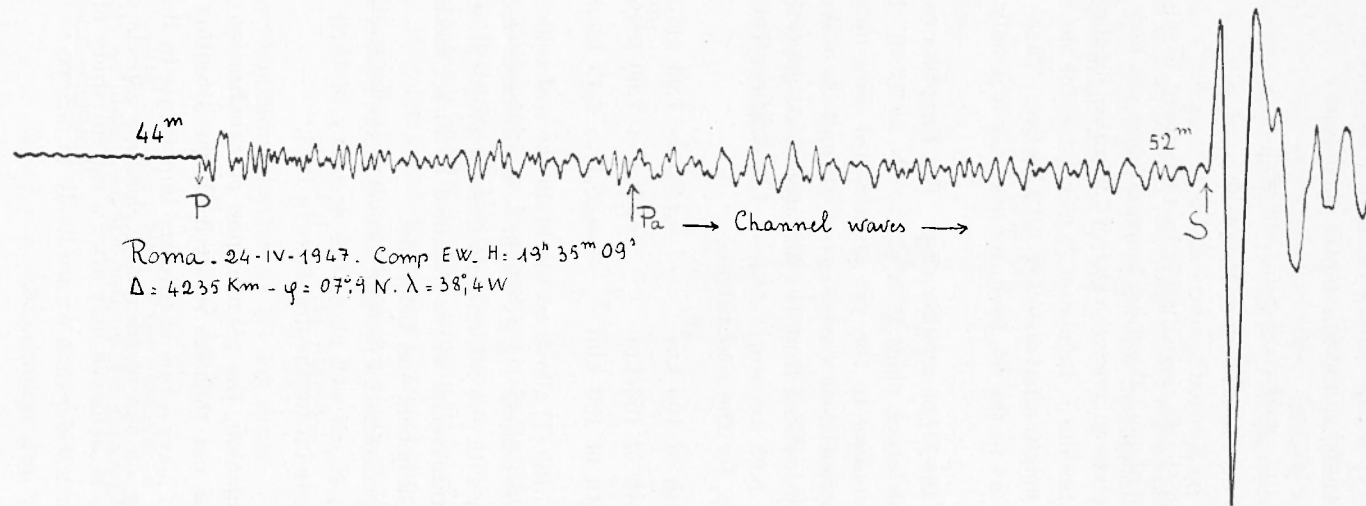 44ᵐ
52ᵐ
P
Pa → Channel waves →
S
Roma. 24-IV-1947. Comp EW. H: 19ʰ 35ᵐ 09ˢ
Δ: 4235 Km - φ = 07°,9 N. λ = 38°,4 W